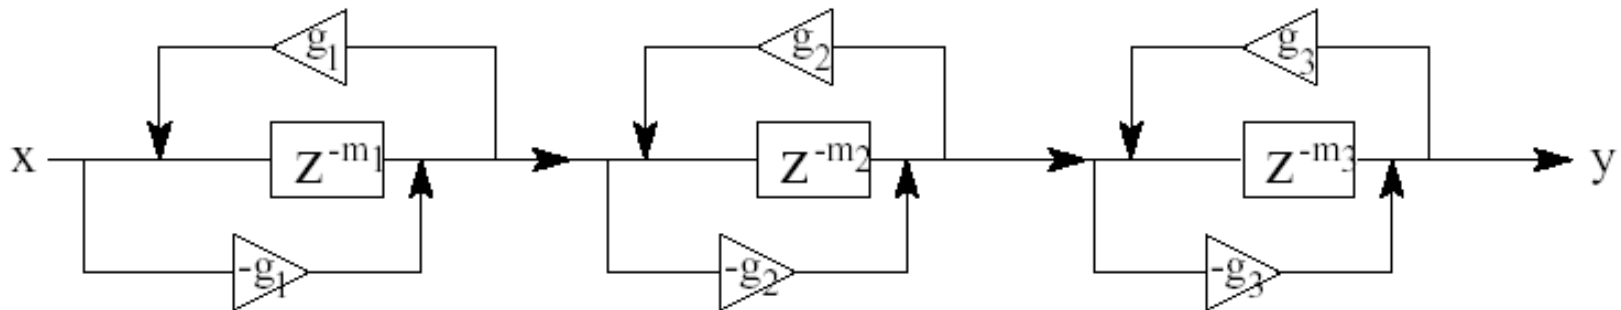 g₁ g₂ g₃
x z⁻ᵐ¹ z⁻ᵐ² z⁻ᵐ³ y
-g₁ -g₂ -g₃